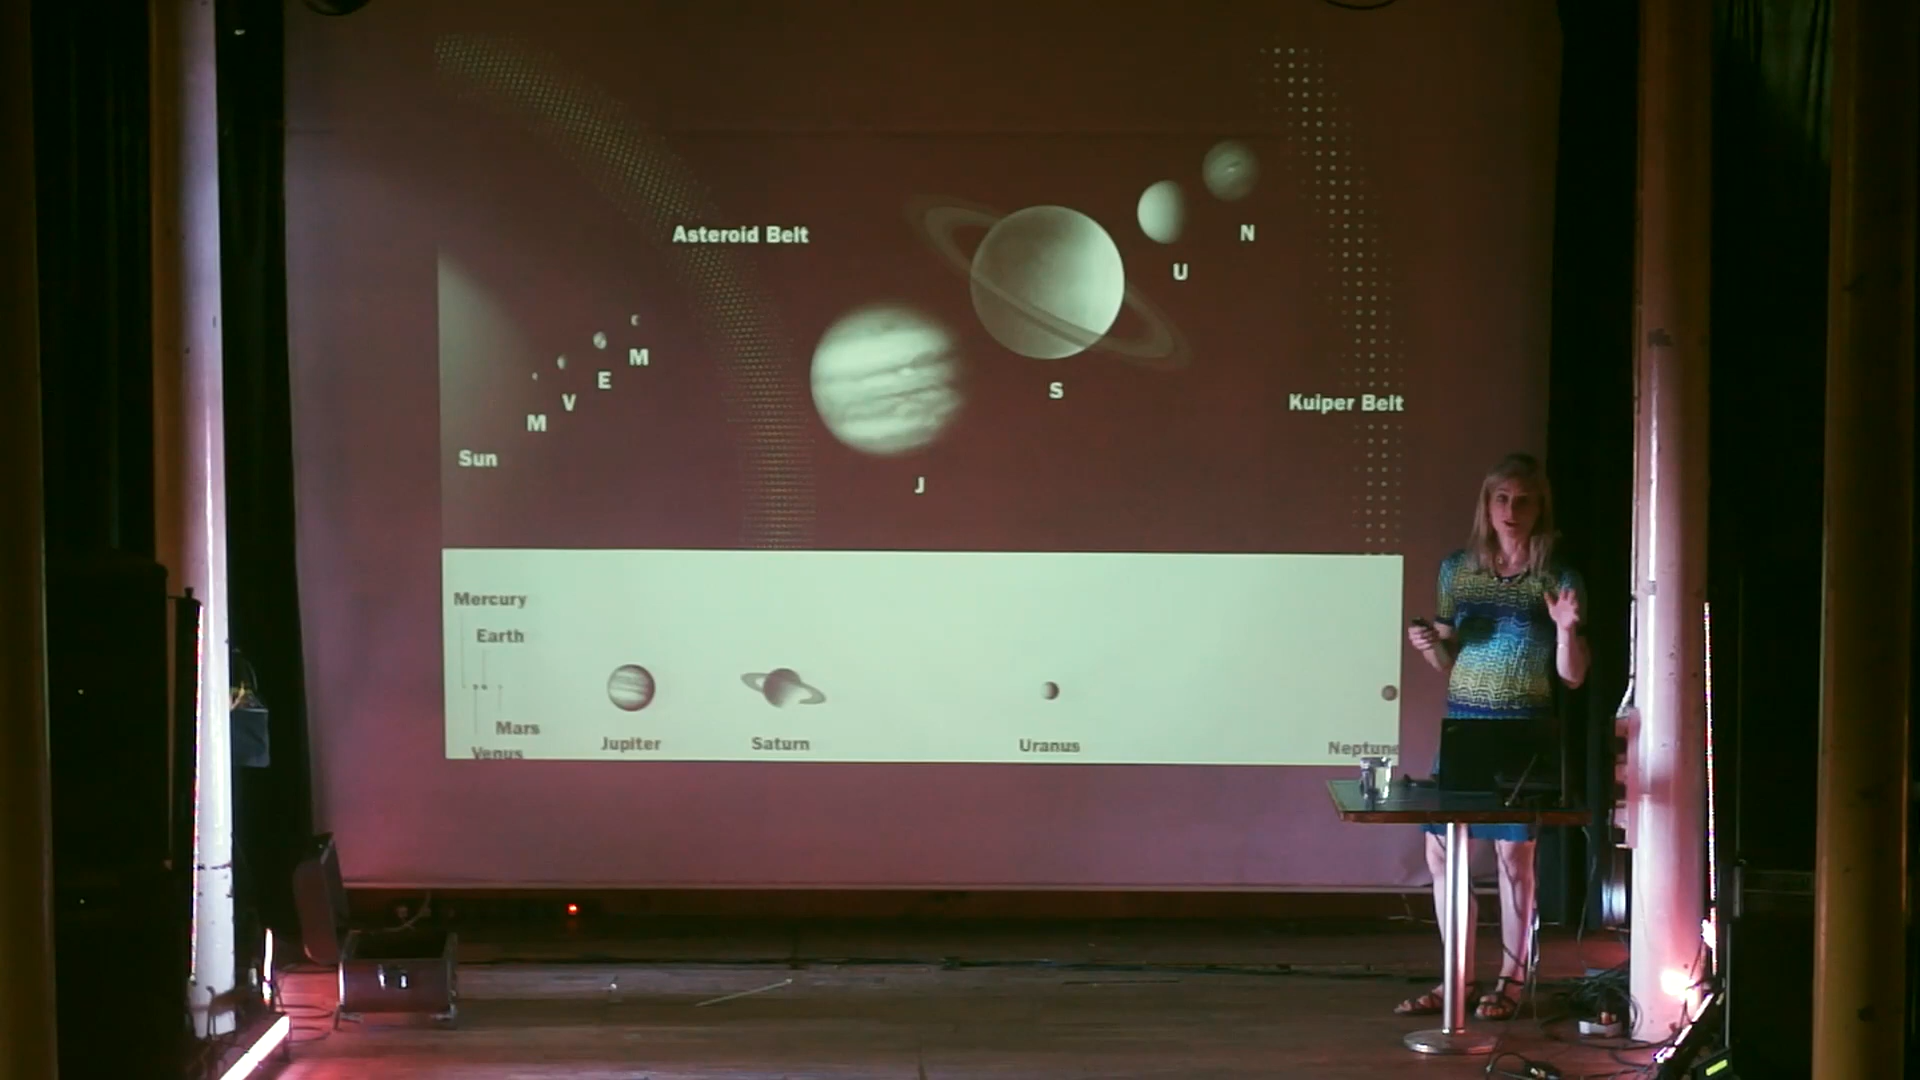 Asteroid Belt
N
U
M
E
V
M
S
Kuiper Belt
Sun
J
Mercury
Earth
Mars
Venus
Jupiter
Saturn
Uranus
Neptune